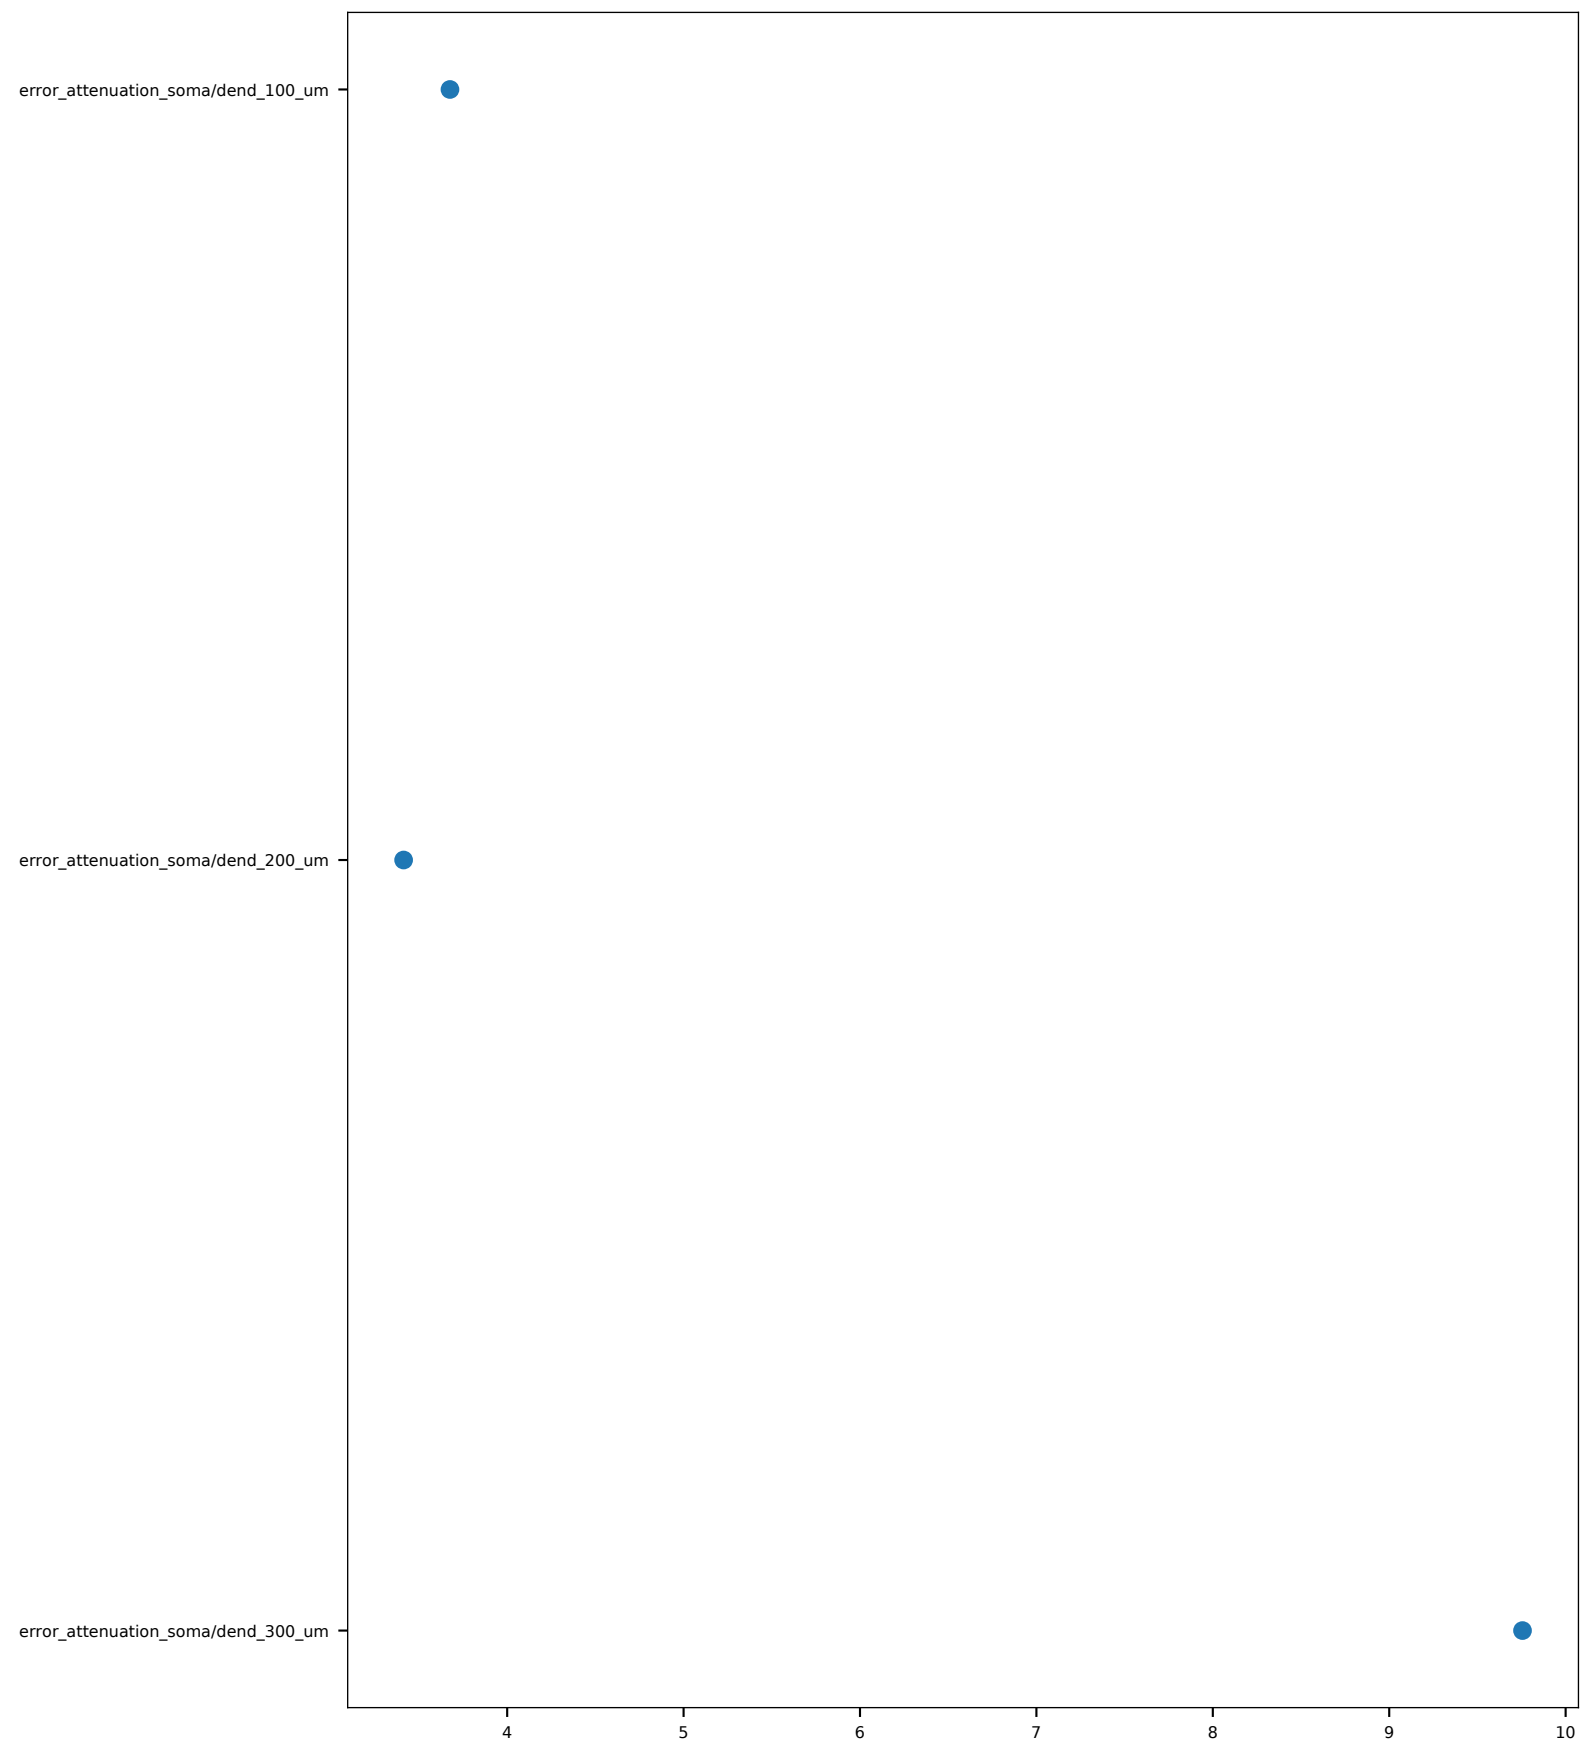 error_attenuation_soma/dend_100_um
error_attenuation_soma/dend_200_um
error_attenuation_soma/dend_300_um
4 5 6 7 8 9 10